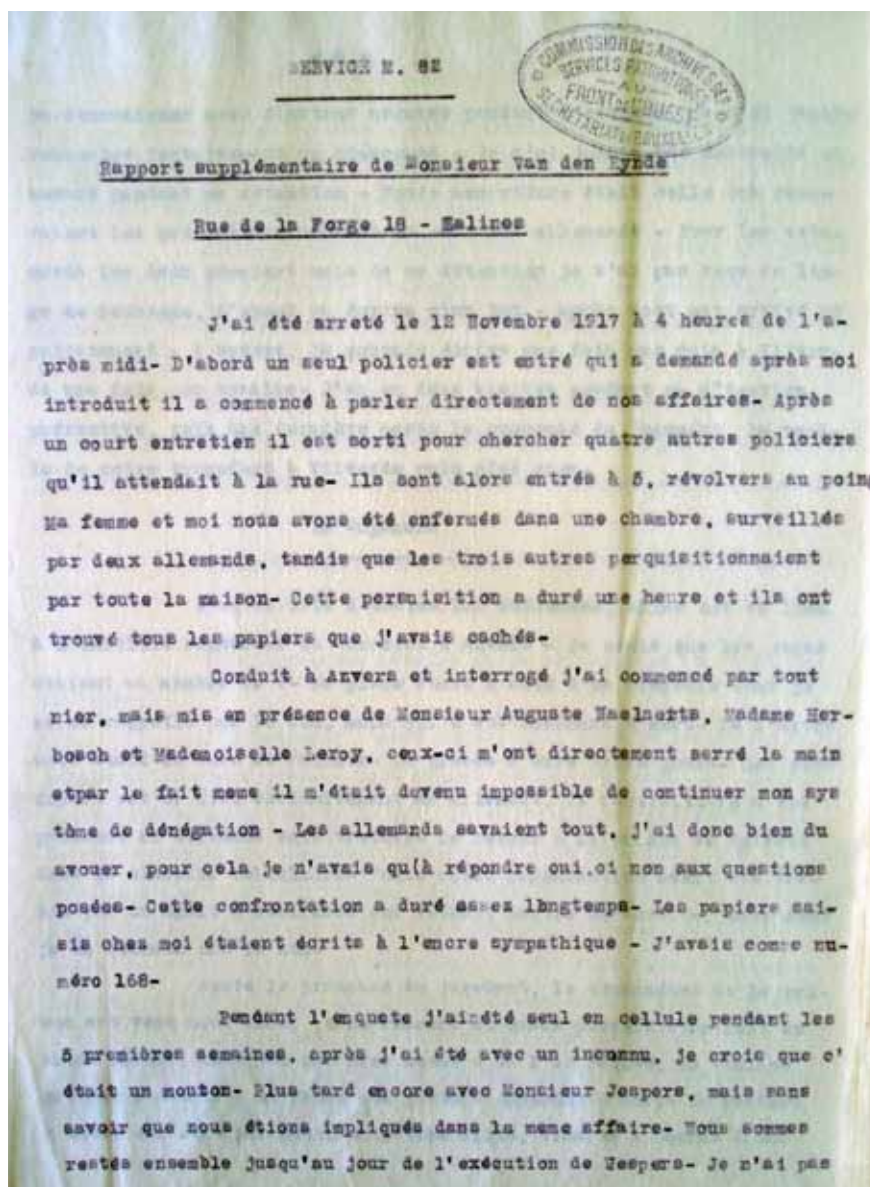 SERVICE M. 82
COMMISSION DES ARCHIVES DES
SERVICES PATRIOTIQUES
AU
FRONT DE L'OUEST
SECRETARIAT BRUXELLES
Rapport supplémentaire de Monsieur Van den Eynde
Rue de la Forge 18 - Malines
J'ai été arreté le 12 Novembre 1917 à 4 heures de l'a-
près midi- D'abord un seul policier est entré qui a demandé après moi
introduit il a commencé à parler directement de nos affaires- Après
un court entretien il est sorti pour chercher quatre autres policiers
qu'il attendait à la rue- Ils sont alors entrés à 5, révolvers au poing
Ma femme et moi nous avons été enfermés dans une chambre, surveillés
par deux allemands, tandis que les trois autres perquisitionnaient
par toute la maison- Cette perquisition a duré une heure et ils ont
trouvé tous les papiers que j'avais cachés-
Conduit à Anvers et interrogé j'ai commencé par tout
nier, mais mis en présence de Monsieur Auguste Madame Her-
bosch et Mademoiselle Leroy, ceux-ci m'ont directement serré la main
etpar le fait meme il m'était devenu impossible de continuer mon sys
tème de dénégation - Les allemands savaient tout, j'ai donc bien du
avouer, pour cela je n'avais qu(à répondre oui.oi non aux questions
posées- Cette confrontation a duré assez lbngtemps- Les papiers sai-
sis chez moi étaient écrits à l'encre sympathique - J'avais comme nu-
méro 168-
Pendant l'enquete j'ainété seul en cellule pendant les
5 premières semaines, après j'ai été avec un inconnu, je crois que c'
était un mouton- Plus tard encore avec Monsieur Jespers, mais sans
savoir que nous étions impliqués dans la meme affaire- Nous sommes
restés ensemble jusqu'au jour de l'exécution de Jespers- Je n'ai pas